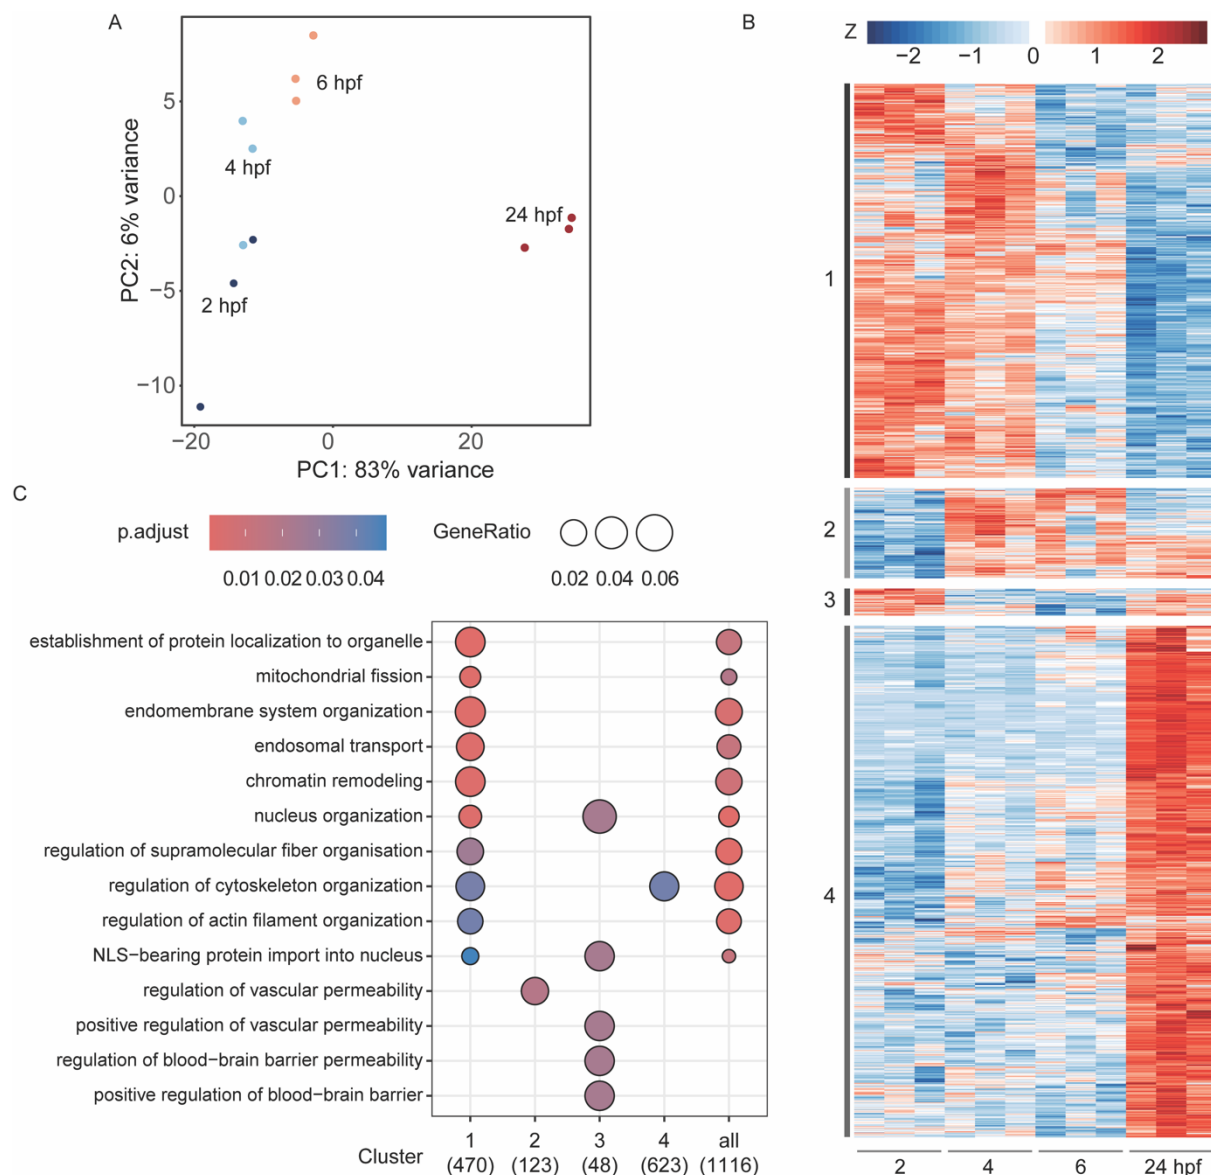 A
5
0
−5
−10
PC2: 6% variance
6 hpf
4 hpf
2 hpf
24 hpf
−20
0
20
PC1: 83% variance
B
Z
−2
−1
0
1
2
1
2
3
4
2
4
6
24 hpf
C
p.adjust
0.01
0.02
0.03
0.04
GeneRatio
0.02
0.04
0.06
establishment of protein localization to organelle
mitochondrial fission
endomembrane system organization
endosomal transport
chromatin remodeling
nucleus organization
regulation of supramolecular fiber organisation
regulation of cytoskeleton organization
regulation of actin filament organization
NLS−bearing protein import into nucleus
regulation of vascular permeability
positive regulation of vascular permeability
regulation of blood−brain barrier permeability
positive regulation of blood−brain barrier
1 2 3 4 all
Cluster (470) (123) (48) (623) (1116)